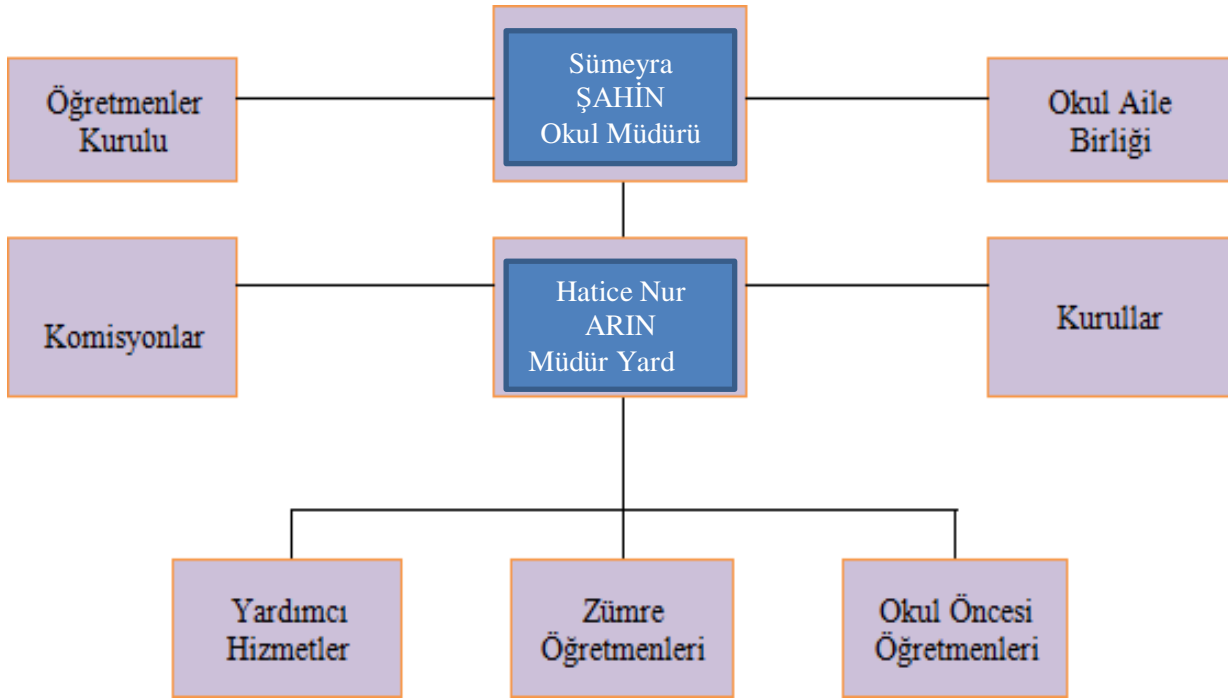 Öğretmenler
Kurulu
Sümeyra
ŞAHİN
Okul Müdürü
Okul Aile
Birliği
Komisyonlar
Hatice Nur
ARIN
Müdür Yard
Kurullar
Yardımcı
Hizmetler
Zümre
Öğretmenleri
Okul Öncesi
Öğretmenleri